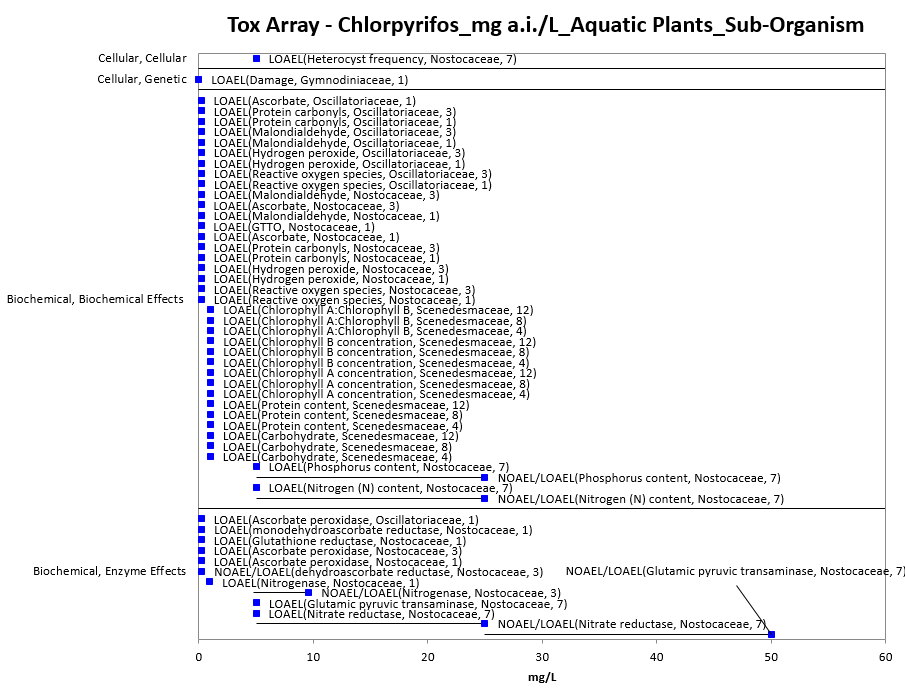 Tox Array - Chlorpyrifos_mg a.i./L_Aquatic Plants_Sub-Organism
Cellular, Cellular
LOAEL(Heterocyst frequency, Nostocaceae, 7)
Cellular, Genetic
LOAEL(Damage, Gymnodiniaceae, 1)
LOAEL(Ascorbate, Oscillatoriaceae, 1)
LOAEL(Protein carbonyls, Oscillatoriaceae, 3)
LOAEL(Protein carbonyls, Oscillatoriaceae, 1)
LOAEL(Malondialdehyde, Oscillatoriaceae, 3)
LOAEL(Malondialdehyde, Oscillatoriaceae, 1)
LOAEL(Hydrogen peroxide, Oscillatoriaceae, 3)
LOAEL(Hydrogen peroxide, Oscillatoriaceae, 1)
LOAEL(Reactive oxygen species, Oscillatoriaceae, 3)
LOAEL(Reactive oxygen species, Oscillatoriaceae, 1)
LOAEL(Malondialdehyde, Nostocaceae, 3)
LOAEL(Ascorbate, Nostocaceae, 3)
LOAEL(Malondialdehyde, Nostocaceae, 1)
LOAEL(GTTO, Nostocaceae, 1)
LOAEL(Ascorbate, Nostocaceae, 1)
LOAEL(Protein carbonyls, Nostocaceae, 3)
LOAEL(Protein carbonyls, Nostocaceae, 1)
LOAEL(Hydrogen peroxide, Nostocaceae, 3)
LOAEL(Hydrogen peroxide, Nostocaceae, 1)
LOAEL(Reactive oxygen species, Nostocaceae, 3)
Biochemical, Biochemical Effects
LOAEL(Reactive oxygen species, Nostocaceae, 1)
LOAEL(Chlorophyll A:Chlorophyll B, Scenedesmaceae, 12)
LOAEL(Chlorophyll A:Chlorophyll B, Scenedesmaceae, 8)
LOAEL(Chlorophyll A:Chlorophyll B, Scenedesmaceae, 4)
LOAEL(Chlorophyll B concentration, Scenedesmaceae, 12)
LOAEL(Chlorophyll B concentration, Scenedesmaceae, 8)
LOAEL(Chlorophyll B concentration, Scenedesmaceae, 4)
LOAEL(Chlorophyll A concentration, Scenedesmaceae, 12)
LOAEL(Chlorophyll A concentration, Scenedesmaceae, 8)
LOAEL(Chlorophyll A concentration, Scenedesmaceae, 4)
LOAEL(Protein content, Scenedesmaceae, 12)
LOAEL(Protein content, Scenedesmaceae, 8)
LOAEL(Protein content, Scenedesmaceae, 4)
LOAEL(Carbohydrate, Scenedesmaceae, 12)
LOAEL(Carbohydrate, Scenedesmaceae, 8)
LOAEL(Carbohydrate, Scenedesmaceae, 4)
LOAEL(Phosphorus content, Nostocaceae, 7)
NOAEL/LOAEL(Phosphorus content, Nostocaceae, 7)
LOAEL(Nitrogen (N) content, Nostocaceae, 7)
NOAEL/LOAEL(Nitrogen (N) content, Nostocaceae, 7)
LOAEL(Ascorbate peroxidase, Oscillatoriaceae, 1)
LOAEL(monodehydroascorbate reductase, Nostocaceae, 1)
LOAEL(Glutathione reductase, Nostocaceae, 1)
LOAEL(Ascorbate peroxidase, Nostocaceae, 3)
LOAEL(Ascorbate peroxidase, Nostocaceae, 1)
Biochemical, Enzyme Effects
NOAEL/LOAEL(dehydroascorbate reductase, Nostocaceae, 3)
NOAEL/LOAEL(Glutamic pyruvic transaminase, Nostocaceae, 7)
LOAEL(Nitrogenase, Nostocaceae, 1)
NOAEL/LOAEL(Nitrogenase, Nostocaceae, 3)
LOAEL(Glutamic pyruvic transaminase, Nostocaceae, 7)
LOAEL(Nitrate reductase, Nostocaceae, 7)
NOAEL/LOAEL(Nitrate reductase, Nostocaceae, 7)
0 10 20 30 40 50 60
mg/L